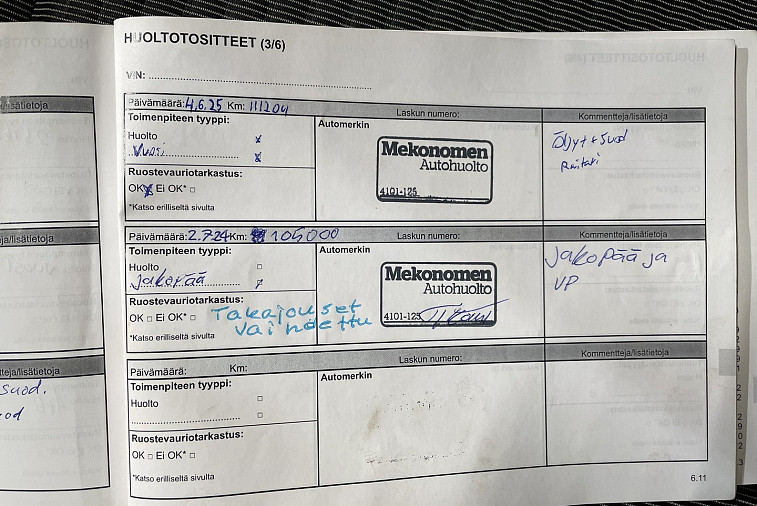 HUOLTOTOSITTEET (3/6)
VIN:
Päivämäärä: 4.6.25 Km: 111204 Laskun numero: Kommentteja/lisätietoja
Toimenpiteen tyyppi: Automerkin
Huolto x
Vuosi x
Mekonomen
Autohuolto
4101-125
Öljyt + Suod
Raitari
Ruostevauriotarkastus:
OK x Ei OK* □
*Katso erilliseltä sivulta
Päivämäärä: 2.7.24 Km: 105000 Laskun numero: Kommentteja/lisätietoja
Toimenpiteen tyyppi: Automerkin
Huolto □
Jakopää
Mekonomen
Autohuolto
4101-125
Jakopää ja
VP
Ruostevauriotarkastus:
OK □ Ei OK* □
Takajouset
vaihdettu
*Katso erilliseltä sivulta
Päivämäärä: Km: Laskun numero: Kommentteja/lisätietoja
Toimenpiteen tyyppi: Automerkin
Huolto □
Ruostevauriotarkastus:
OK □ Ei OK* □
*Katso erilliseltä sivulta
6.11
suod.